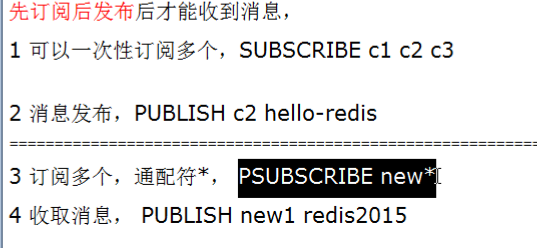 先订阅后发布后才能收到消息，
1 可以一次性订阅多个，SUBSCRIBE c1 c2 c3
2 消息发布，PUBLISH c2 hello-redis
=============================================================
3 订阅多个，通配符*， PSUBSCRIBE new*
4 收取消息， PUBLISH new1 redis2015